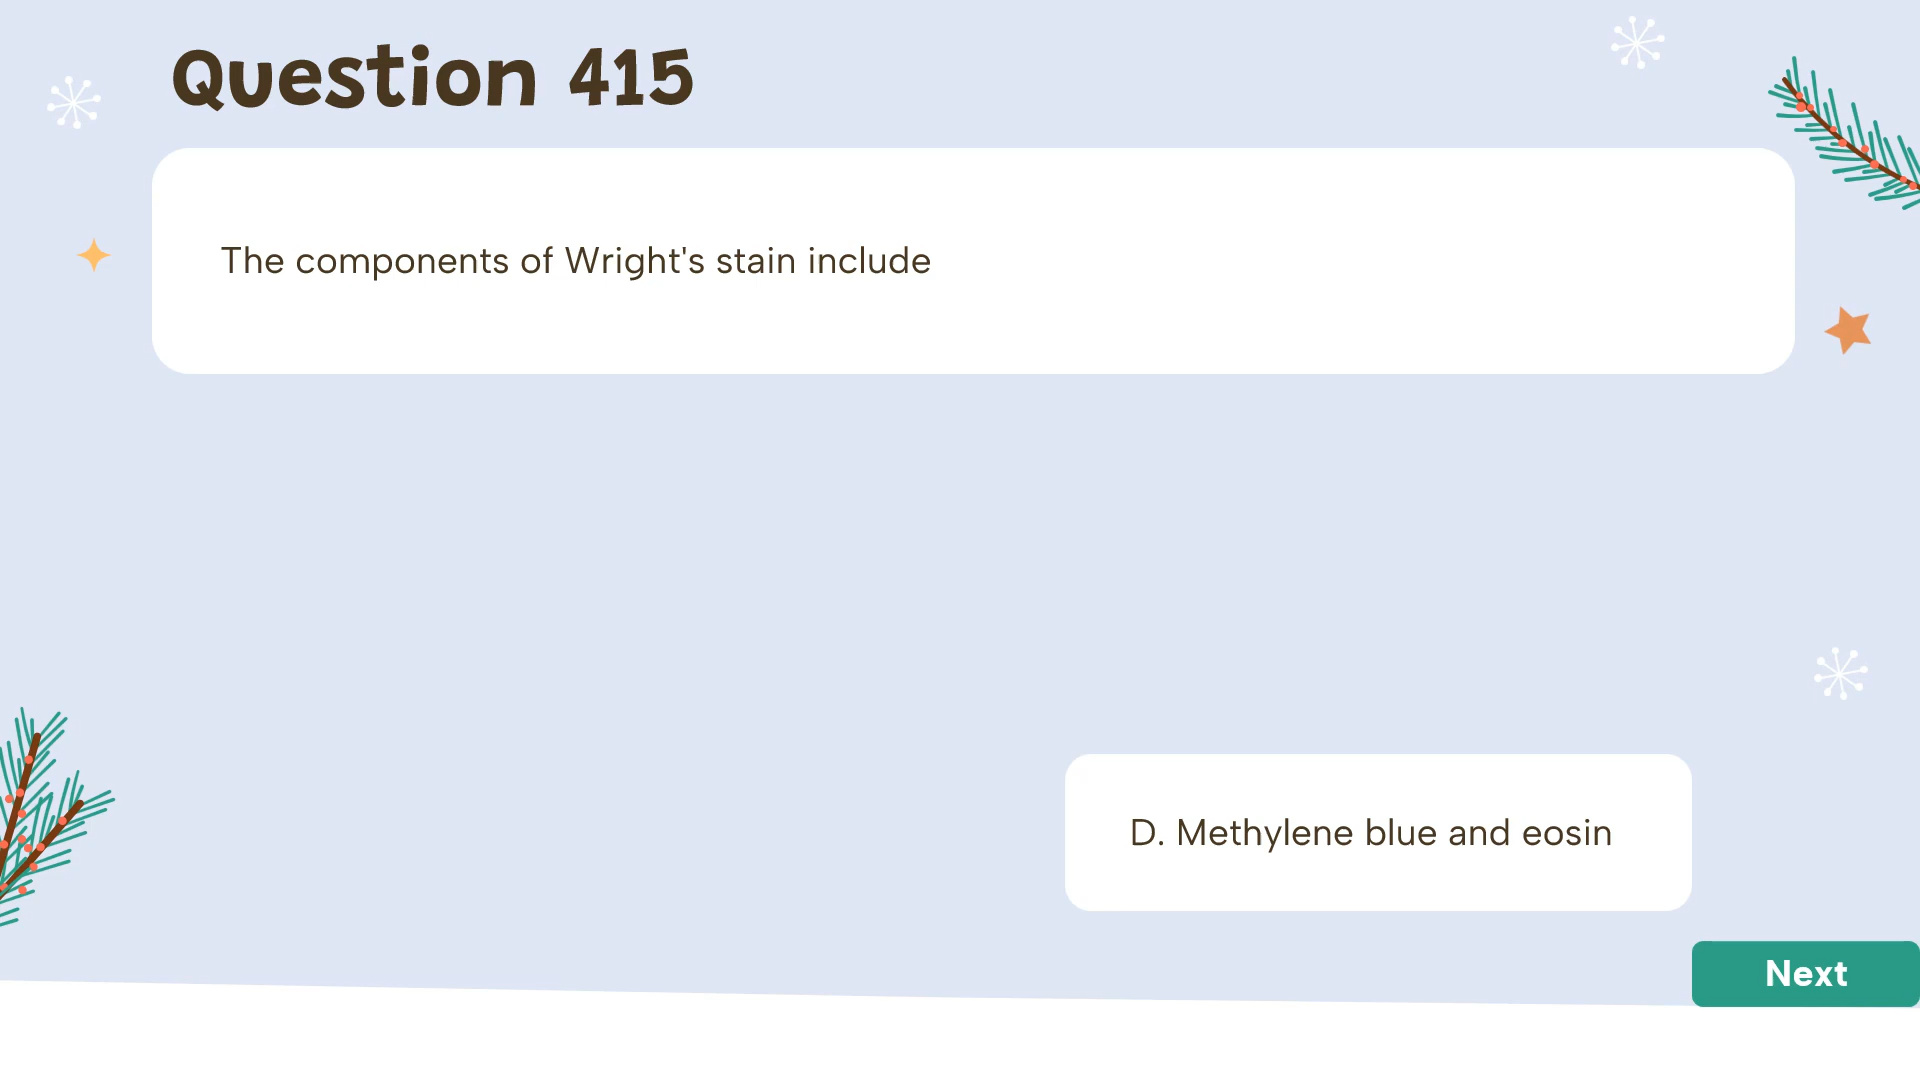 Question 415
The components of Wright's stain include
D. Methylene blue and eosin
Next